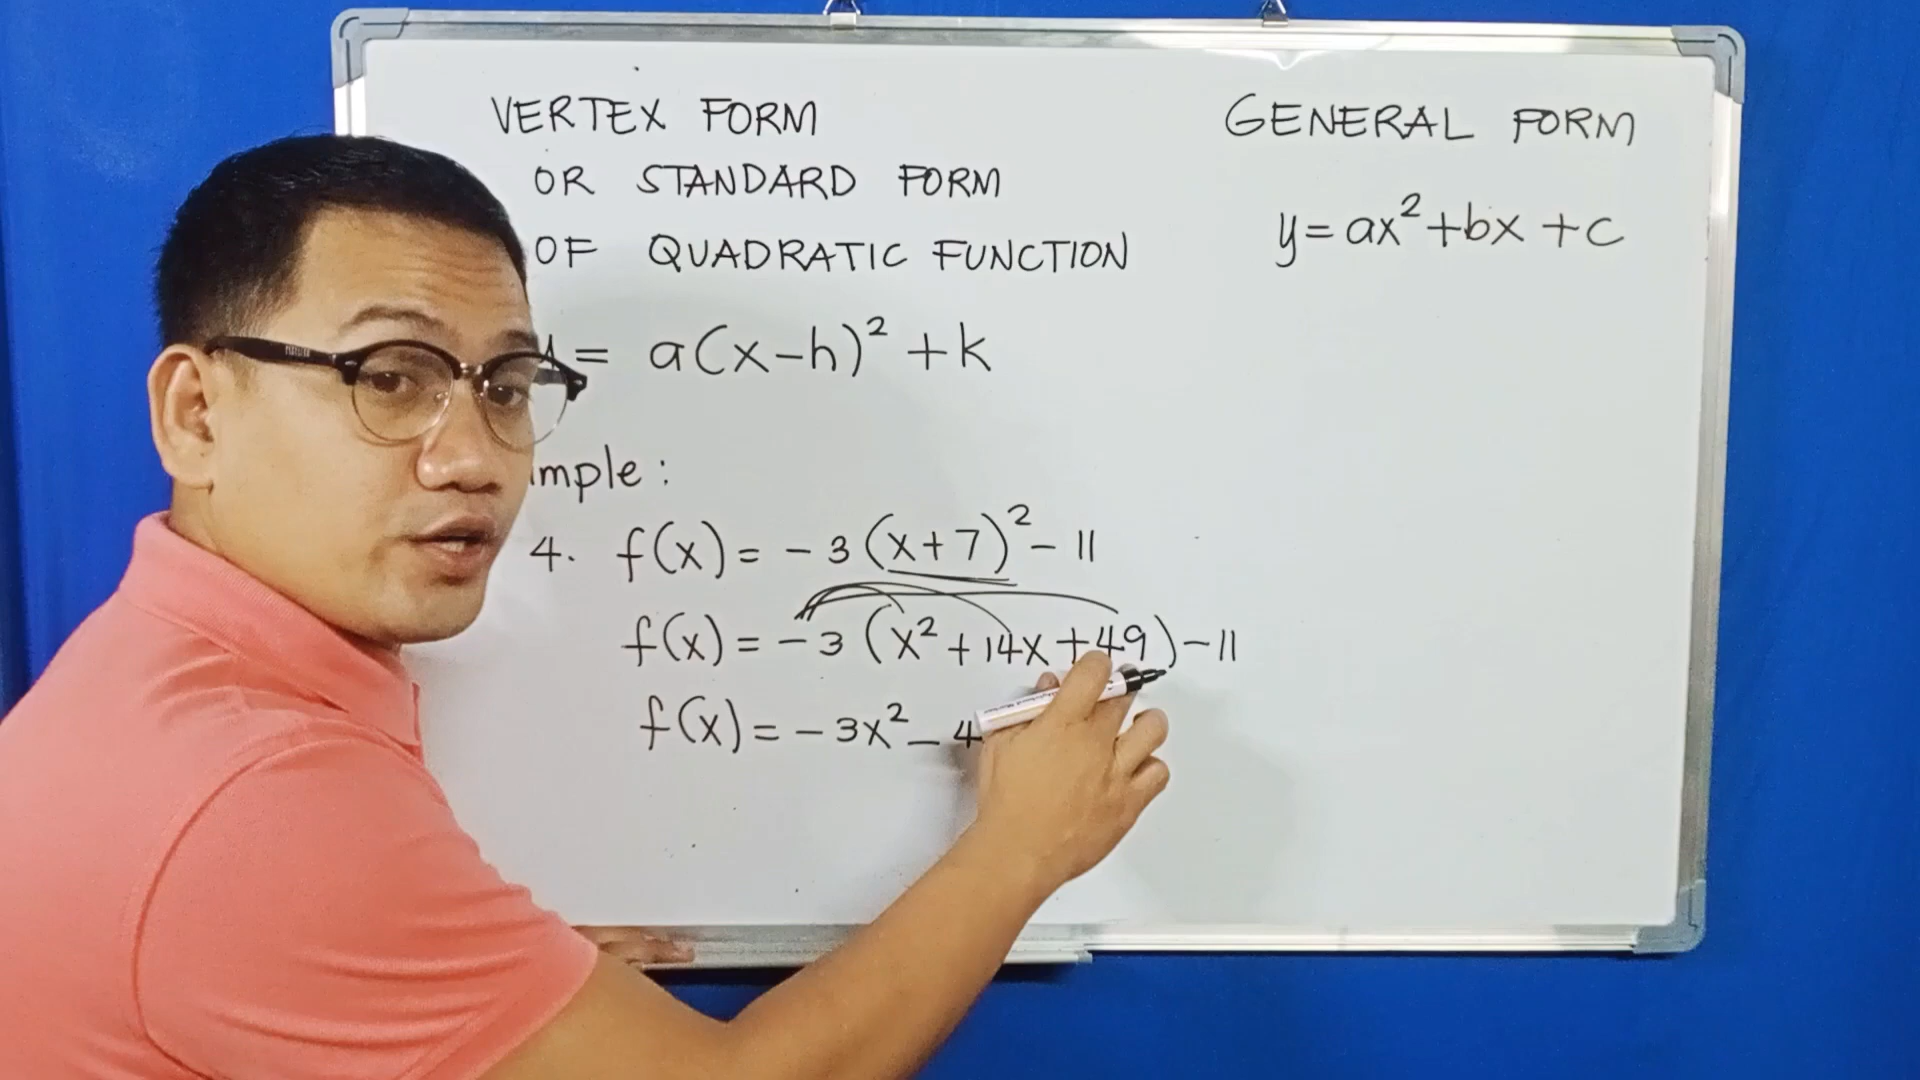 VERTEX FORM
OR STANDARD FORM
OF QUADRATIC FUNCTION
= a(x-h)² + k
mple :
4. f(x) = - 3 (x + 7)² - 11
f(x) = - 3 (x² + 14x + 49) - 11
f(x) = - 3x² - 4
GENERAL FORM
y = ax² + bx + c